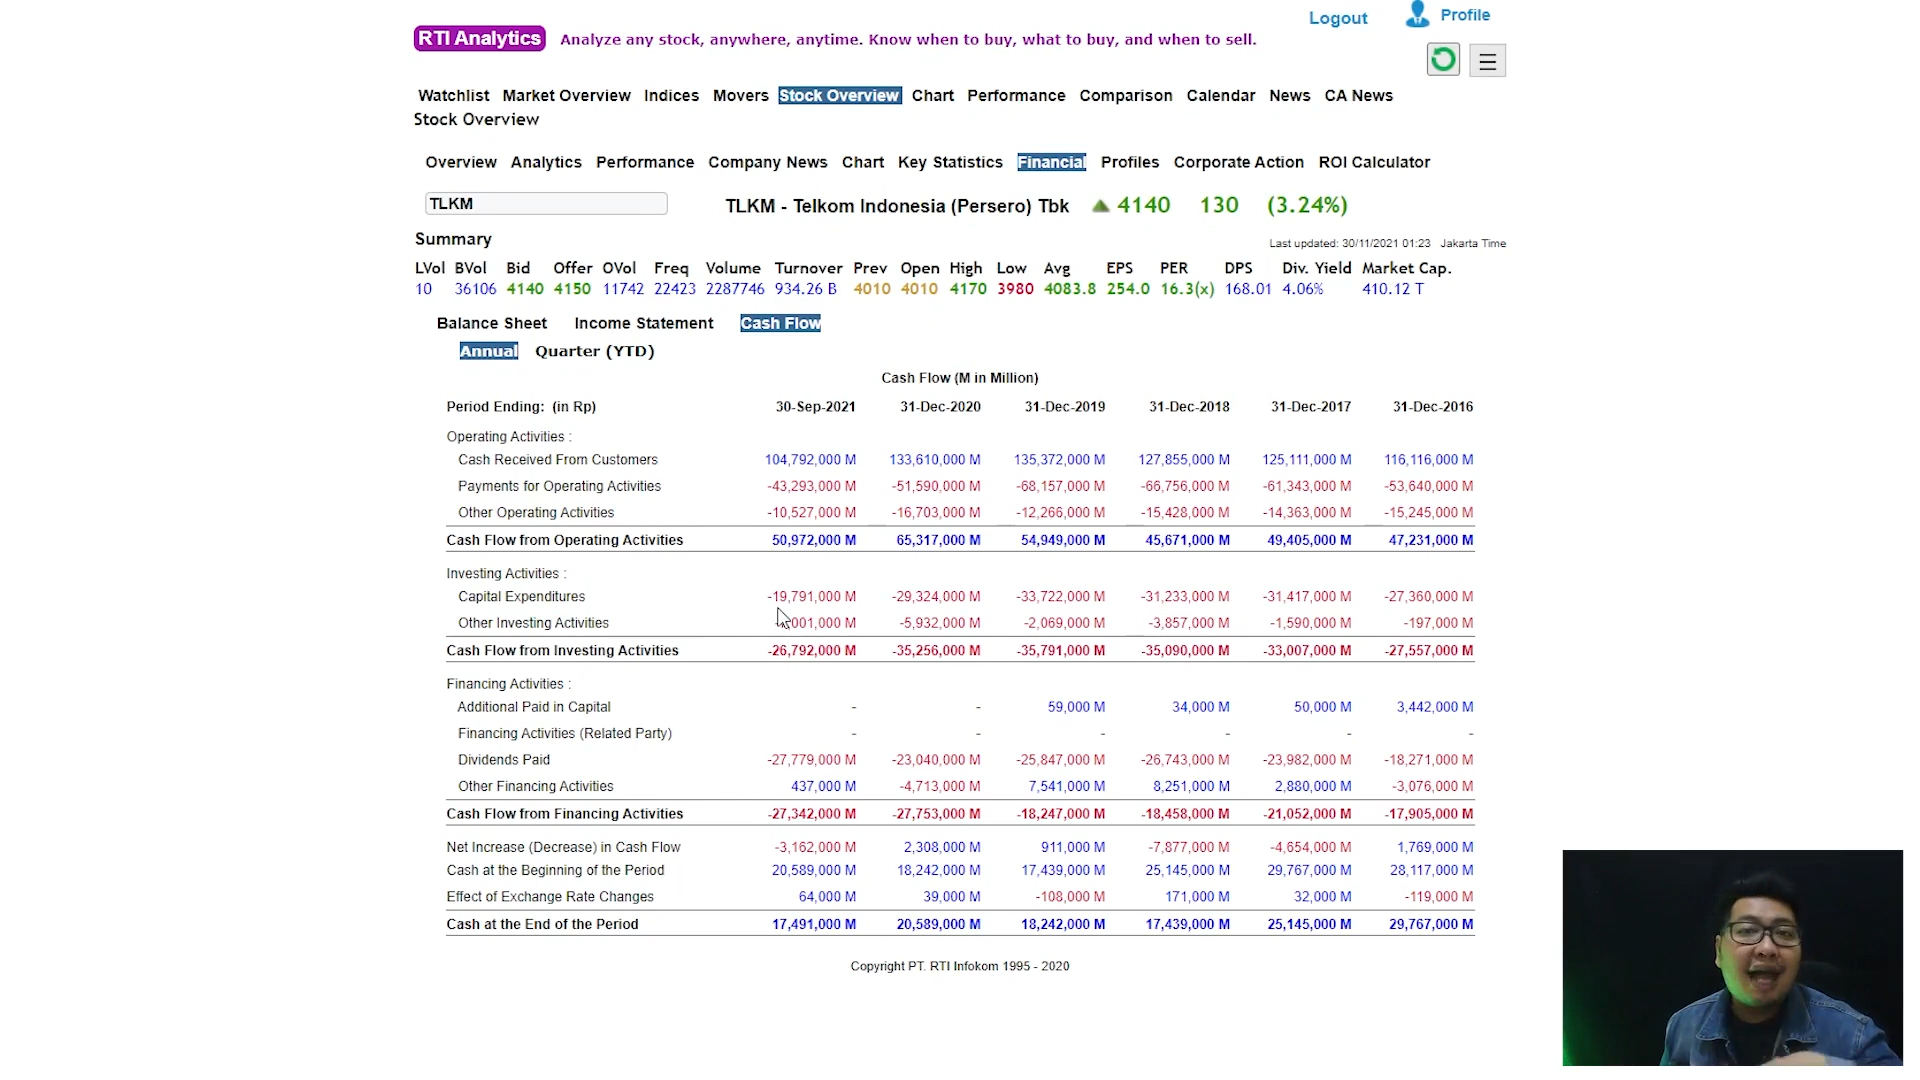 Logout Profile
RTI Analytics Analyze any stock, anywhere, anytime. Know when to buy, what to buy, and when to sell.
Watchlist Market Overview Indices Movers Stock Overview Chart Performance Comparison Calendar News CA News
Stock Overview
Overview Analytics Performance Company News Chart Key Statistics Financial Profiles Corporate Action ROI Calculator
TLKM TLKM - Telkom Indonesia (Persero) Tbk 4140 130 (3.24%)
Summary Last updated: 30/11/2021 01:23 Jakarta Time
LVol BVol Bid Offer OVol Freq Volume Turnover Prev Open High Low Avg EPS PER DPS Div. Yield Market Cap.
10 36106 4140 4150 11742 22423 2287746 934.26 B 4010 4010 4170 3980 4083.8 254.0 16.3(x) 168.01 4.06% 410.12 T
Balance Sheet Income Statement Cash Flow
Annual Quarter (YTD)
Cash Flow (M in Million)
Period Ending: (in Rp) 30-Sep-2021 31-Dec-2020 31-Dec-2019 31-Dec-2018 31-Dec-2017 31-Dec-2016
Operating Activities :
Cash Received From Customers 104,792,000 M 133,610,000 M 135,372,000 M 127,855,000 M 125,111,000 M 116,116,000 M
Payments for Operating Activities -43,293,000 M -51,590,000 M -68,157,000 M -66,756,000 M -61,343,000 M -53,640,000 M
Other Operating Activities -10,527,000 M -16,703,000 M -12,266,000 M -15,428,000 M -14,363,000 M -15,245,000 M
Cash Flow from Operating Activities 50,972,000 M 65,317,000 M 54,949,000 M 45,671,000 M 49,405,000 M 47,231,000 M
Investing Activities :
Capital Expenditures -19,791,000 M -29,324,000 M -33,722,000 M -31,233,000 M -31,417,000 M -27,360,000 M
Other Investing Activities 001,000 M -5,932,000 M -2,069,000 M -3,857,000 M -1,590,000 M -197,000 M
Cash Flow from Investing Activities -26,792,000 M -35,256,000 M -35,791,000 M -35,090,000 M -33,007,000 M -27,557,000 M
Financing Activities :
Additional Paid in Capital - - 59,000 M 34,000 M 50,000 M 3,442,000 M
Financing Activities (Related Party) - - - - - -
Dividends Paid -27,779,000 M -23,040,000 M -25,847,000 M -26,743,000 M -23,982,000 M -18,271,000 M
Other Financing Activities 437,000 M -4,713,000 M 7,541,000 M 8,251,000 M 2,880,000 M -3,076,000 M
Cash Flow from Financing Activities -27,342,000 M -27,753,000 M -18,247,000 M -18,458,000 M -21,052,000 M -17,905,000 M
Net Increase (Decrease) in Cash Flow -3,162,000 M 2,308,000 M 911,000 M -7,877,000 M -4,654,000 M 1,769,000 M
Cash at the Beginning of the Period 20,589,000 M 18,242,000 M 17,439,000 M 25,145,000 M 29,767,000 M 28,117,000 M
Effect of Exchange Rate Changes 64,000 M 39,000 M -108,000 M 171,000 M 32,000 M -119,000 M
Cash at the End of the Period 17,491,000 M 20,589,000 M 18,242,000 M 17,439,000 M 25,145,000 M 29,767,000 M
Copyright PT. RTI Infokom 1995 - 2020